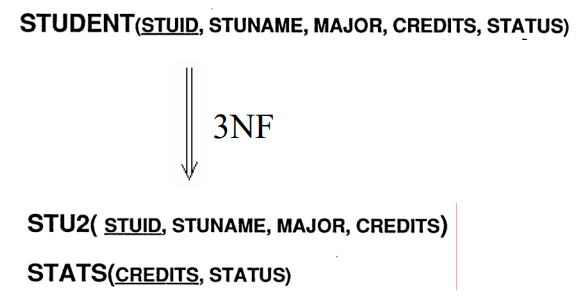 STUDENT(STUID, STUNAME, MAJOR, CREDITS, STATUS)
3NF
STU2( STUID, STUNAME, MAJOR, CREDITS)
STATS(CREDITS, STATUS)